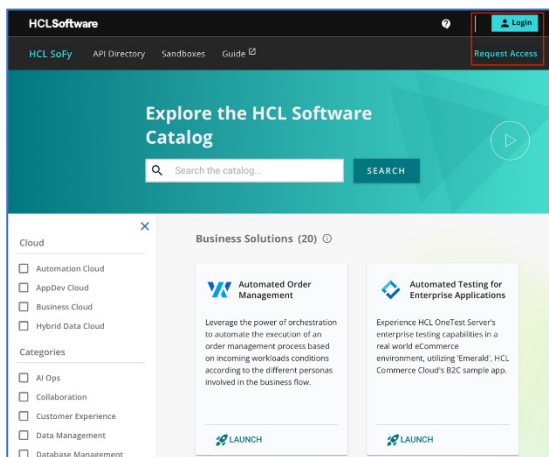 HCLSoftware
Login
HCL SoFy
API Directory
Sandboxes
Guide
Request Access
Explore the HCL Software
Catalog
Search the catalog...
SEARCH
Cloud
Automation Cloud
AppDev Cloud
Business Cloud
Hybrid Data Cloud
Categories
AI Ops
Collaboration
Customer Experience
Data Management
Database Management
Business Solutions (20)
Automated Order
Management
Leverage the power of orchestration
to automate the execution of an
order management process based
on incoming workloads conditions
according to the different personas
involved in the business flow.
LAUNCH
Automated Testing for
Enterprise Applications
Experience HCL OneTest Server's
enterprise testing capabilities in a
real world eCommerce
environment, utilizing 'Emerald', HCL
Commerce Cloud's B2C sample app.
LAUNCH